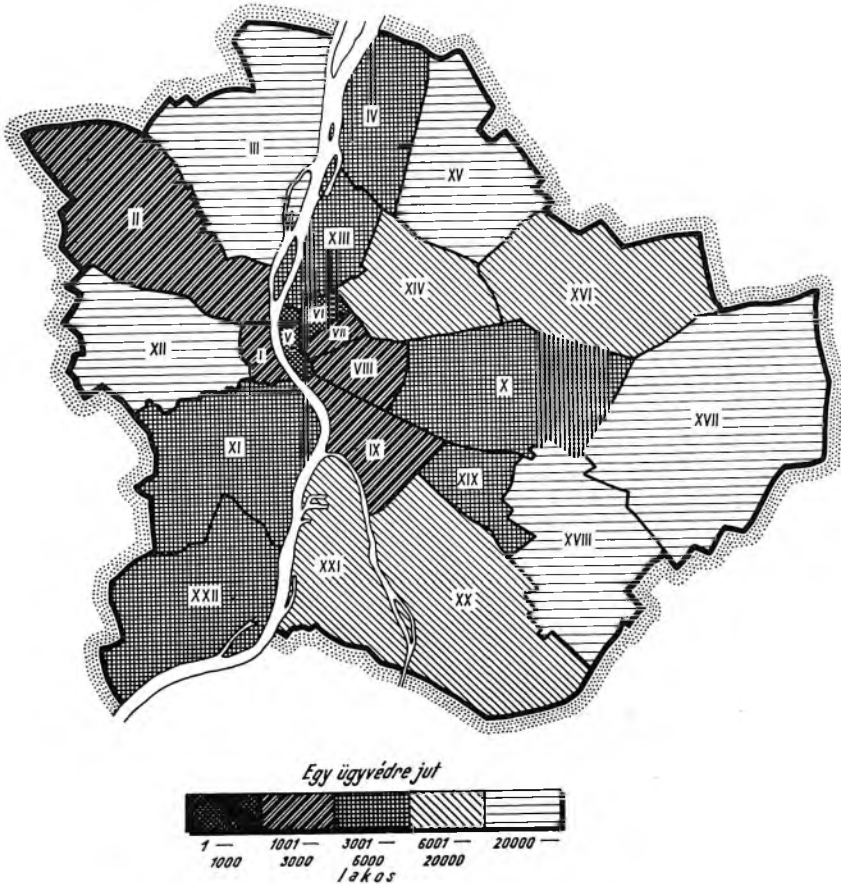 IV
III
XV
II
XIII
XIV
XVI
VI
VII
V
XII
I
VIII
X
XVII
XI
IX
XIX
XVIII
XXI
XX
XXII
Egy ügyvédre jut
1 — 1001 — 3001 — 6001 — 20000 —
1000 3000 6000 20000
lakos